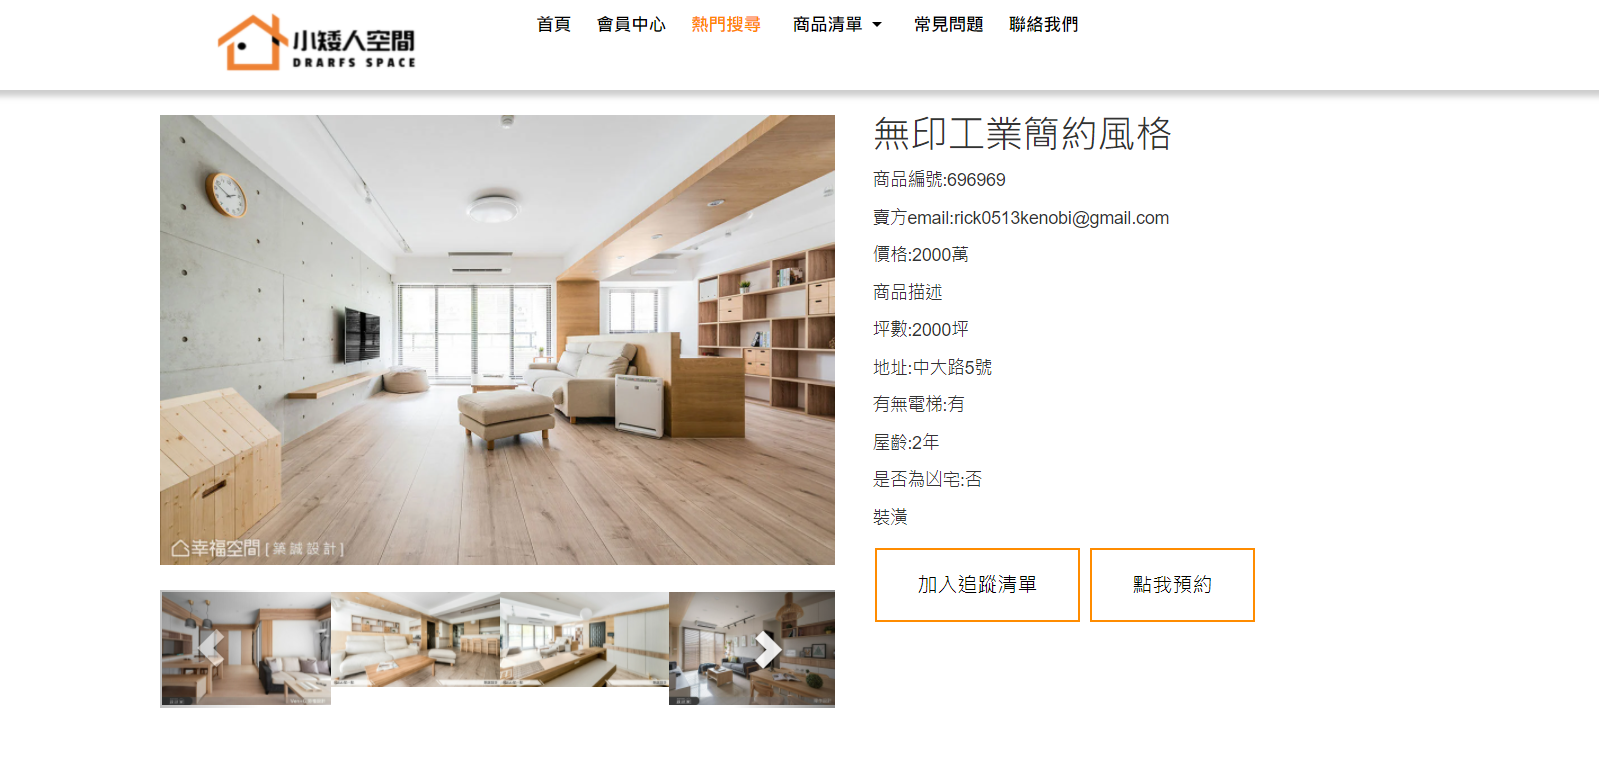 小矮人空間
DRARFS SPACE
首頁 會員中心 熱門搜尋 商品清單 常見問題 聯絡我們
無印工業簡約風格
商品編號:696969
賣方email:rick0513kenobi@gmail.com
價格:2000萬
商品描述
坪數:2000坪
地址:中大路5號
有無電梯:有
屋齡:2年
是否為凶宅:否
裝潢
加入追蹤清單 點我預約
幸福空間 [ 築誠設計 ]